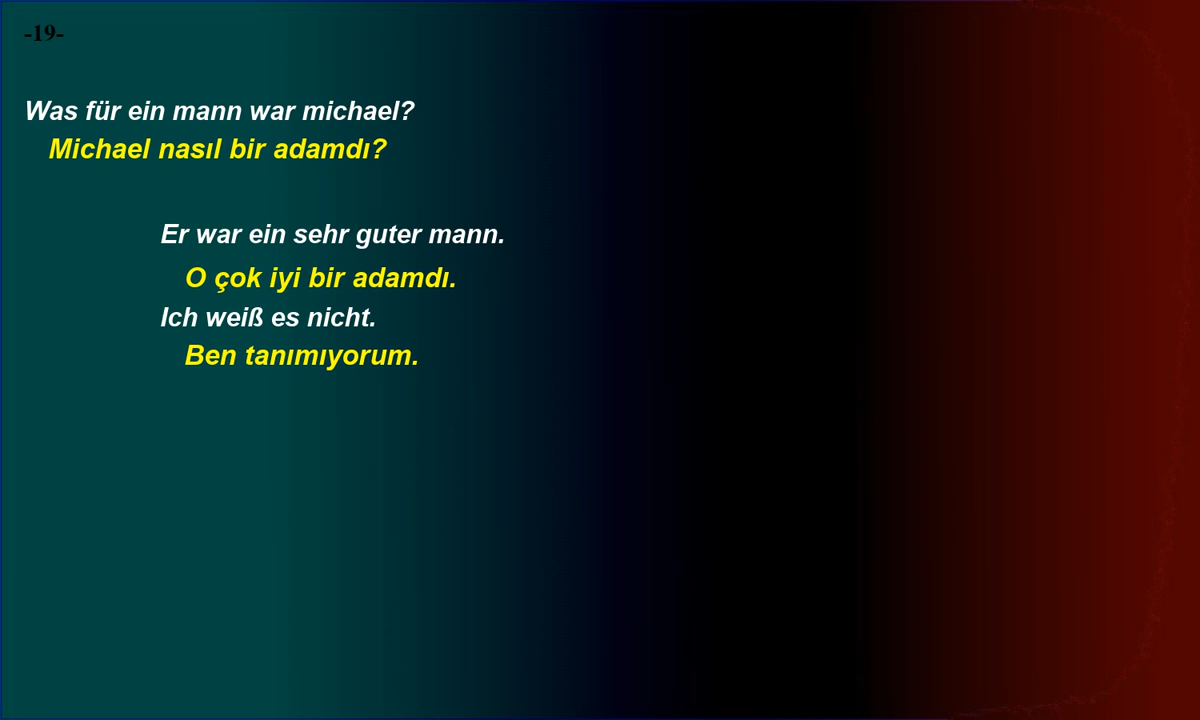 -19-
Was für ein mann war michael?
Michael nasıl bir adamdı?
Er war ein sehr guter mann.
O çok iyi bir adamdı.
Ich weiß es nicht.
Ben tanımıyorum.